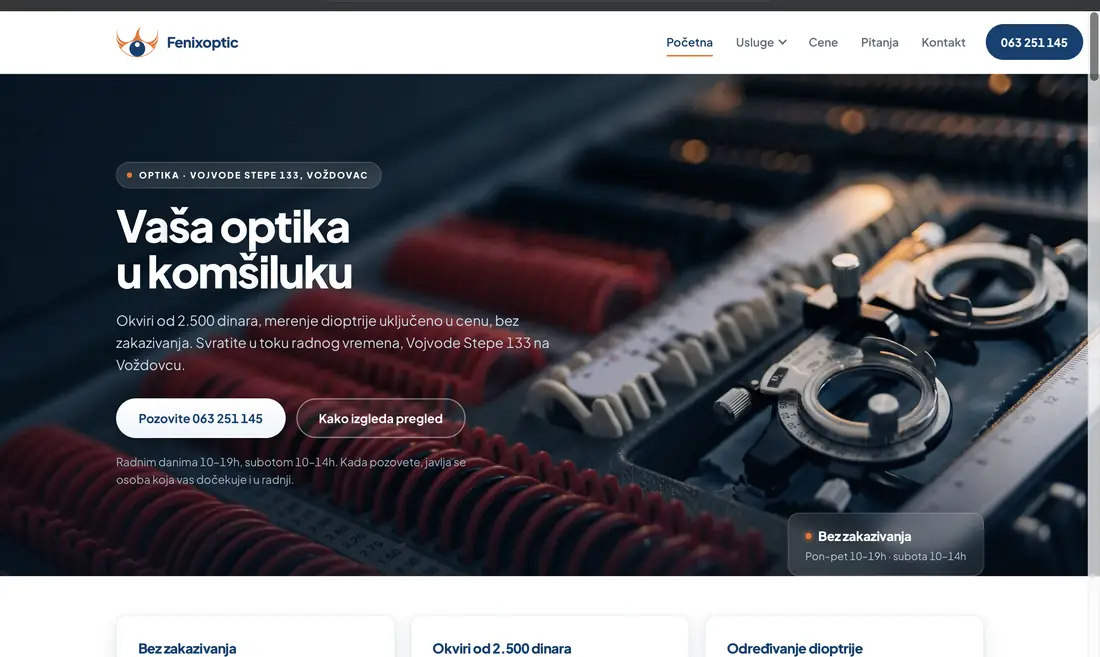 Fenixoptic
Početna
Usluge
Cene
Pitanja
Kontakt
063 251 145
OPTIKA · VOJVODE STEPE 133, VOŽDOVAC
Vaša optika
u komšiluku
Okviri od 2.500 dinara, merenje dioptrije uključeno u cenu, bez
zakazivanja. Svratite u toku radnog vremena, Vojvode Stepe 133 na
Voždovcu.
Pozovite 063 251 145
Kako izgleda pregled
Radnim danima 10–19h, subotom 10–14h. Kada pozovete, javlja se
osoba koja vas dočekuje i u radnji.
Bez zakazivanja
Pon–pet 10–19h · subota 10–14h
Bez zakazivanja
Okviri od 2.500 dinara
Određivanje dioptrije